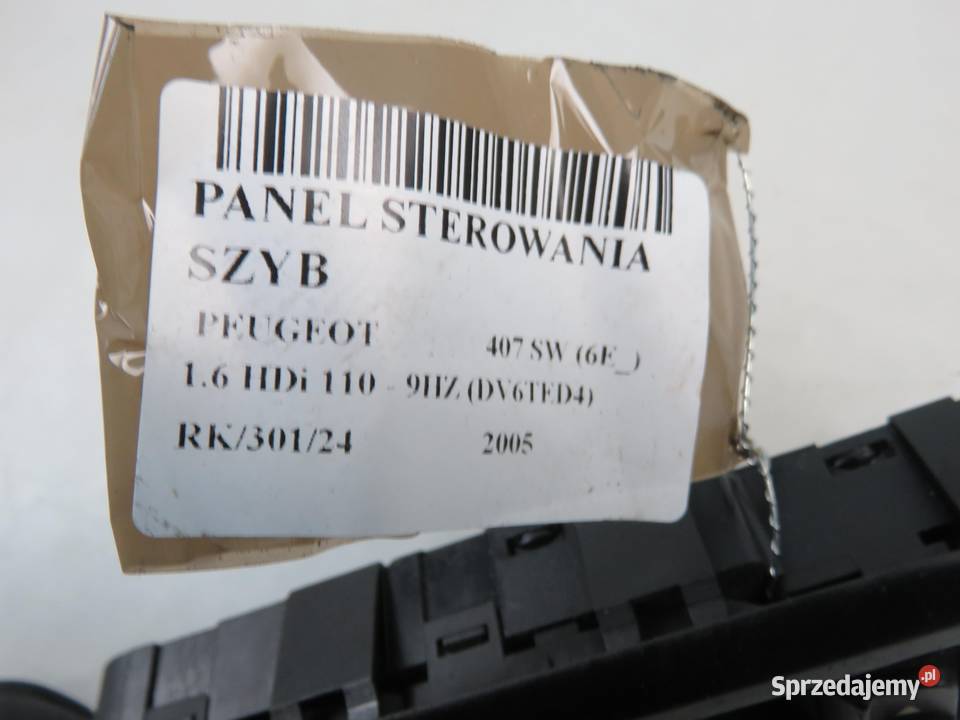 PANEL STEROWANIA
SZYB
PEUGEOT 407 SW (6E_)
1.6 HDi 110 - 9HZ (DV6TED4)
RK/301/24 2005
Sprzedajemy.pl